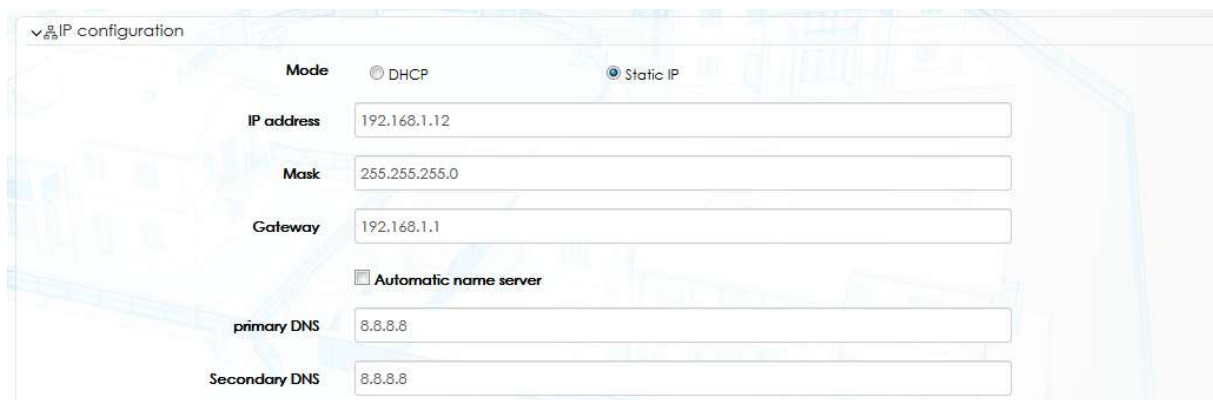 IP configuration
Mode DHCP Static IP
IP address 192.168.1.12
Mask 255.255.255.0
Gateway 192.168.1.1
Automatic name server
primary DNS 8.8.8.8
Secondary DNS 8.8.8.8